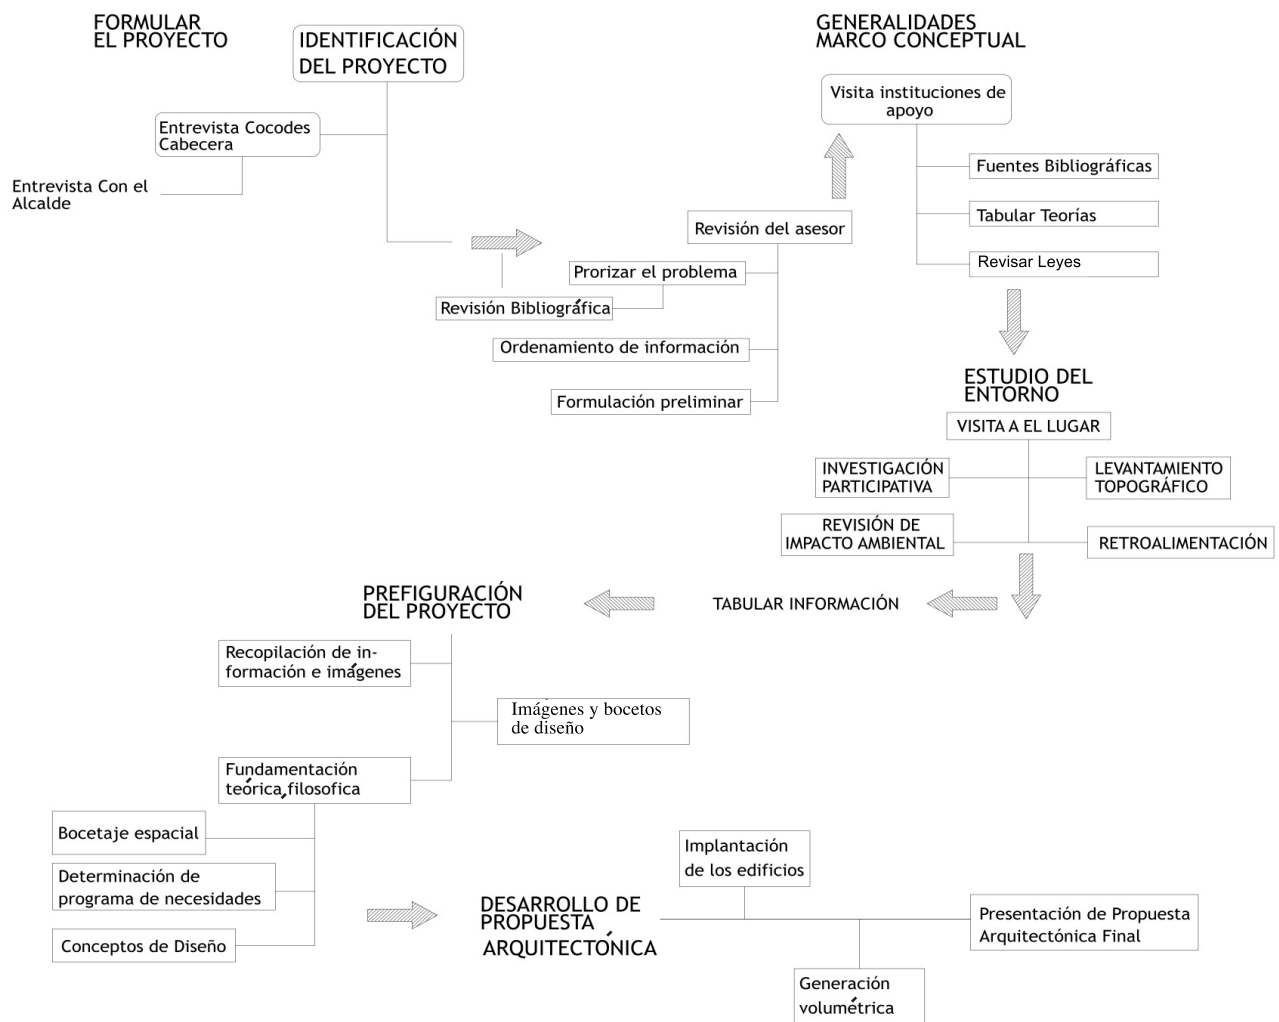 FORMULAR
EL PROYECTO
IDENTIFICACIÓN
DEL PROYECTO
Entrevista Cocodes
Cabecera
Entrevista Con el
Alcalde
GENERALIDADES
MARCO CONCEPTUAL
Visita instituciones de
apoyo
Fuentes Bibliográficas
Tabular Teorías
Revisar Leyes
Revisión del asesor
Prorizar el problema
Revisión Bibliográfica
Ordenamiento de información
Formulación preliminar
ESTUDIO DEL
ENTORNO
VISITA A EL LUGAR
INVESTIGACIÓN
PARTICIPATIVA
LEVANTAMIENTO
TOPOGRÁFICO
REVISIÓN DE
IMPACTO AMBIENTAL
RETROALIMENTACIÓN
TABULAR INFORMACIÓN
PREFIGURACIÓN
DEL PROYECTO
Recopilación de in-
formación e imágenes
Imágenes y bocetos
de diseño
Fundamentación
teórica,filosofica
Bocetaje espacial
Determinación de
programa de necesidades
Conceptos de Diseño
DESARROLLO DE
PROPUESTA
ARQUITECTÓNICA
Implantación
de los edificios
Generación
volumétrica
Presentación de Propuesta
Arquitectónica Final